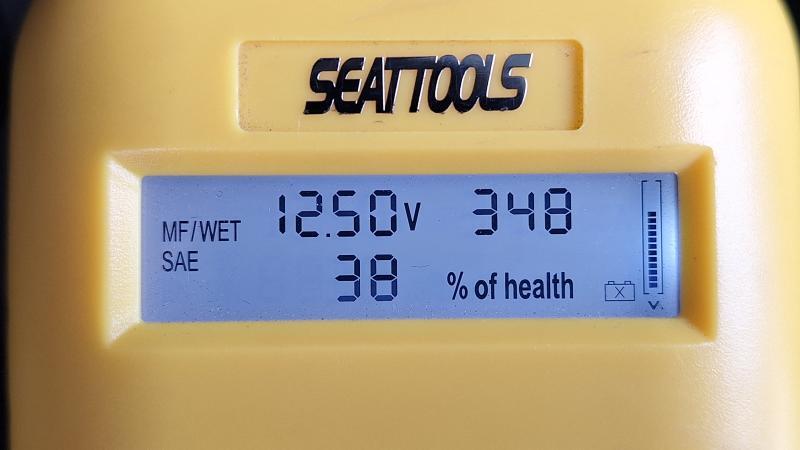 SEATTOOLS
MF/WET 12.50V 348
SAE 38 % of health